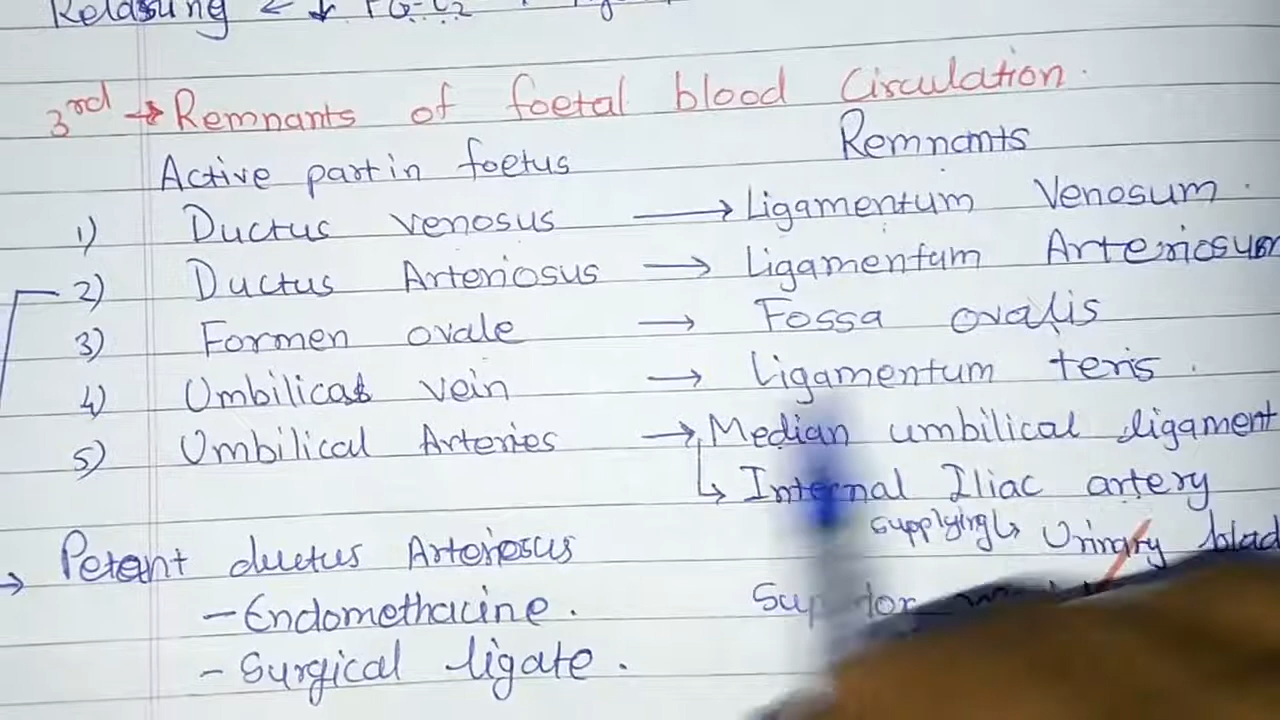 Relaxing
3rd → Remnants of foetal blood Circulation.
Active part in foetus Remnants
1) Ductus venosus → Ligamentum Venosum.
2) Ductus Arteriosus → Ligamentum Arteriosum
3) Formen ovale → Fossa ovalis
4) Umbilical vein → Ligamentum teris.
5) Umbilical Arteries → Median umbilical ligament
↳ Internal Iliac artery
supplying ↳ Urinary blad
→ Petent ductus Arteriosus
- Endomethacine.
- Surgical ligate.